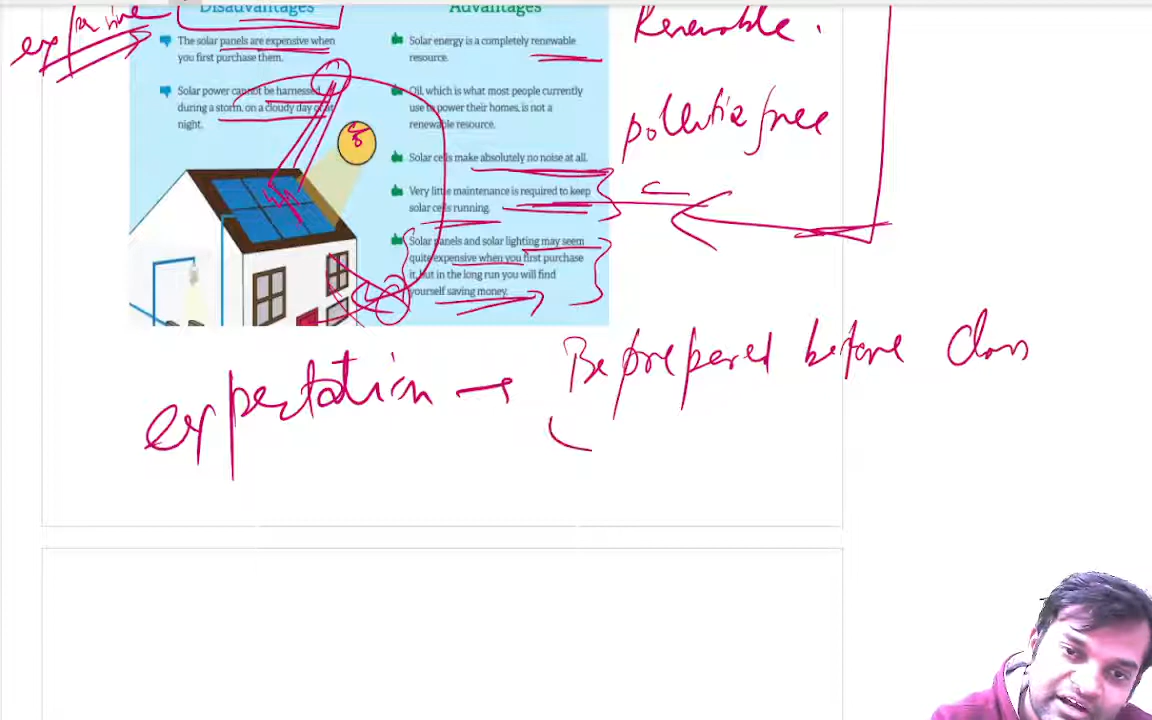 expensive
Disadvantages
The solar panels are expensive when
you first purchase them.
Solar power cannot be harnessed
during a storm, on a cloudy day or at
night.
Advantages
Solar energy is a completely renewable
resource.
Oil, which is what most people currently
use to power their homes, is not a
renewable resource.
Solar cells make absolutely no noise at all.
Very little maintenance is required to keep
solar cells running.
Solar panels and solar lighting may seem
quite expensive when you first purchase
it, but in the long run you will find
yourself saving money.
Renewable.
free
expectation → Be prepared before class